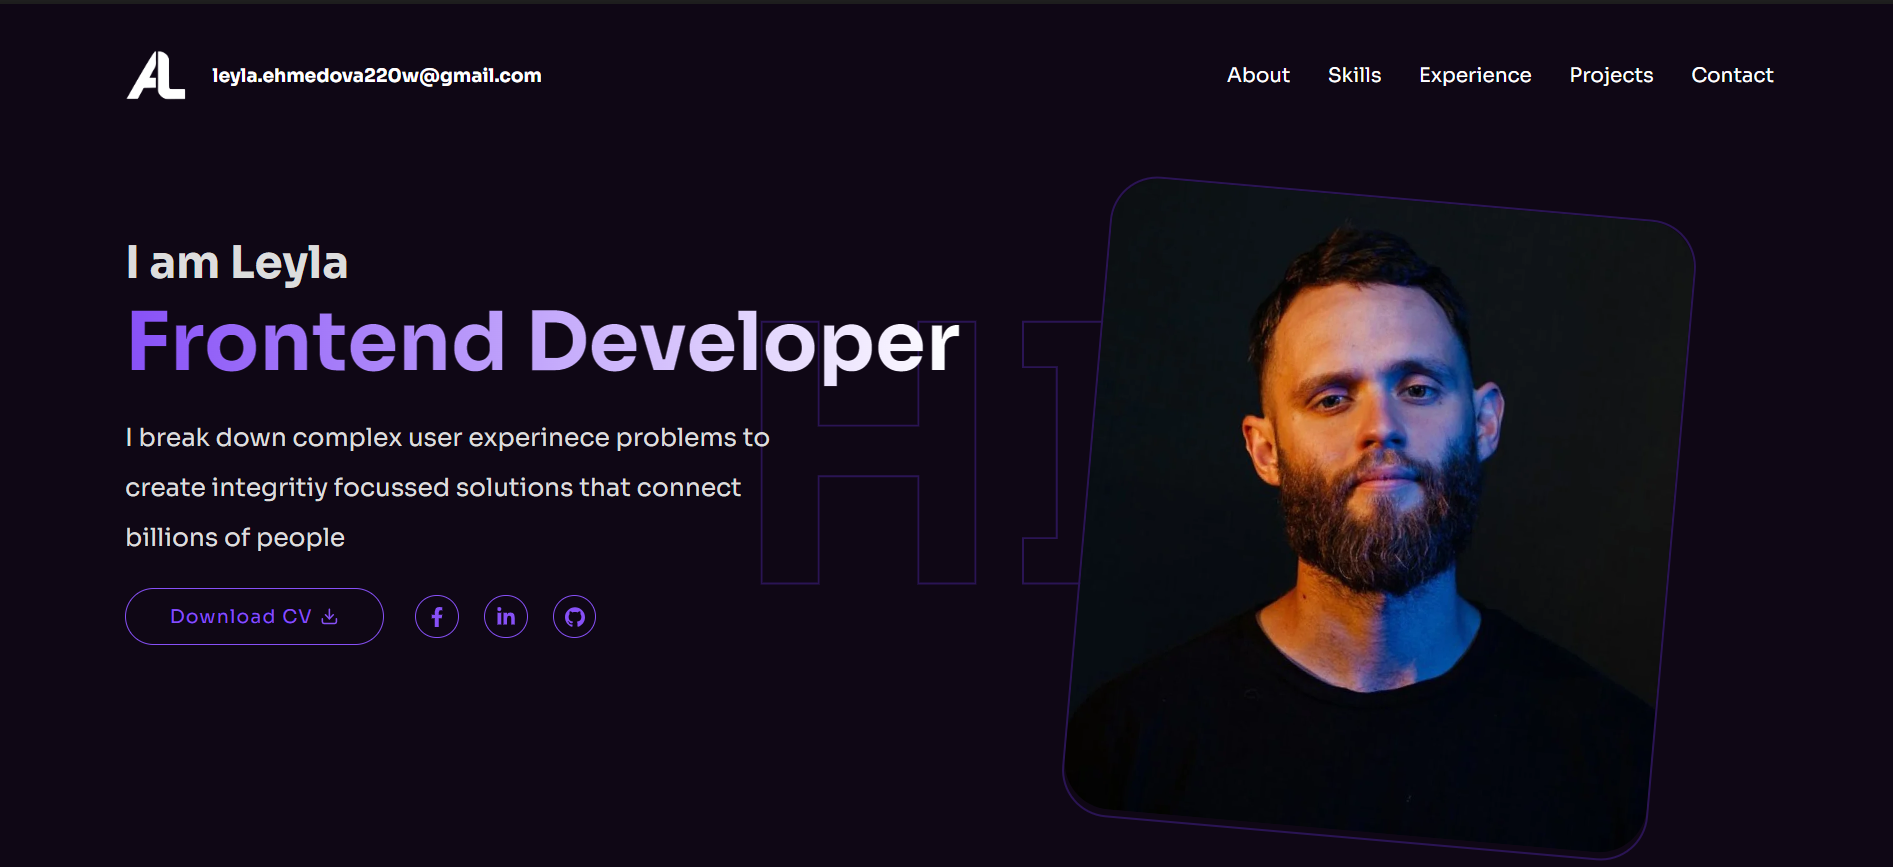 AL
leyla.ehmedova220w@gmail.com
About
Skills
Experience
Projects
Contact
I am Leyla
Frontend Developer
HI
I break down complex user experinece problems to
create integritiy focussed solutions that connect
billions of people
Download CV
f
in